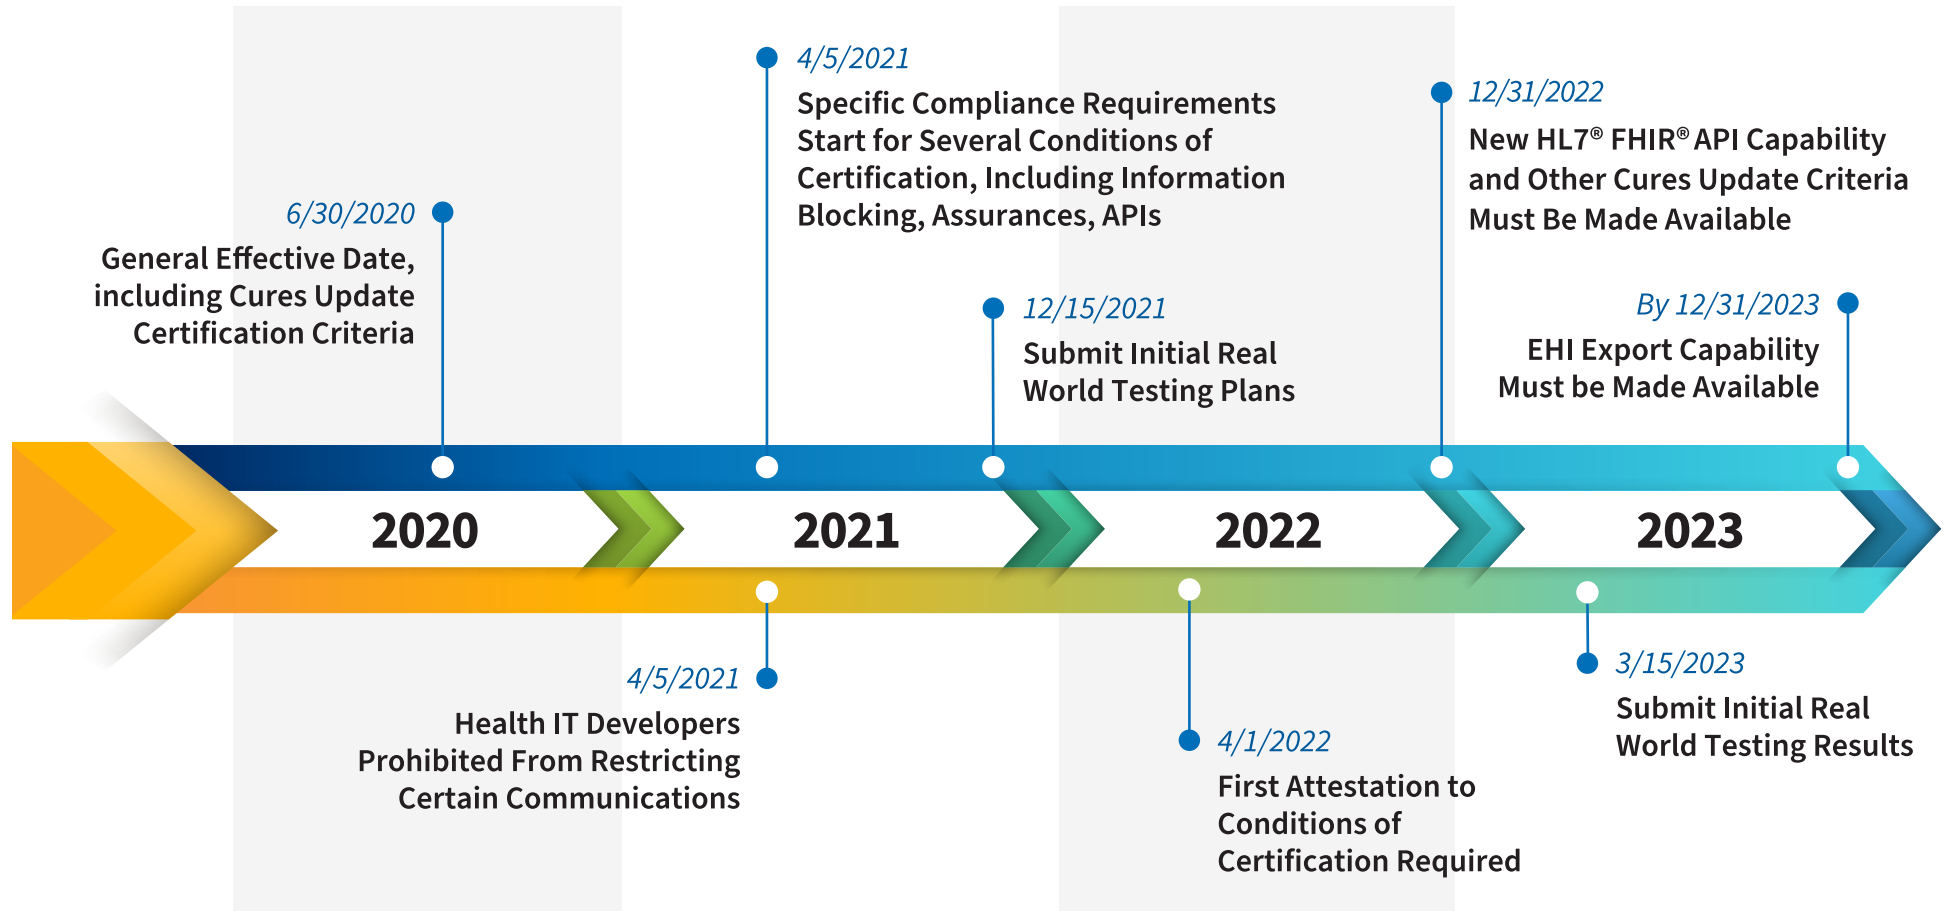 4/5/2021
Specific Compliance Requirements
Start for Several Conditions of
Certification, Including Information
Blocking, Assurances, APIs
12/31/2022
New HL7® FHIR® API Capability
and Other Cures Update Criteria
Must Be Made Available
6/30/2020
General Effective Date,
including Cures Update
Certification Criteria
12/15/2021
Submit Initial Real
World Testing Plans
By 12/31/2023
EHI Export Capability
Must be Made Available
2020
2021
2022
2023
4/5/2021
Health IT Developers
Prohibited From Restricting
Certain Communications
4/1/2022
First Attestation to
Conditions of
Certification Required
3/15/2023
Submit Initial Real
World Testing Results